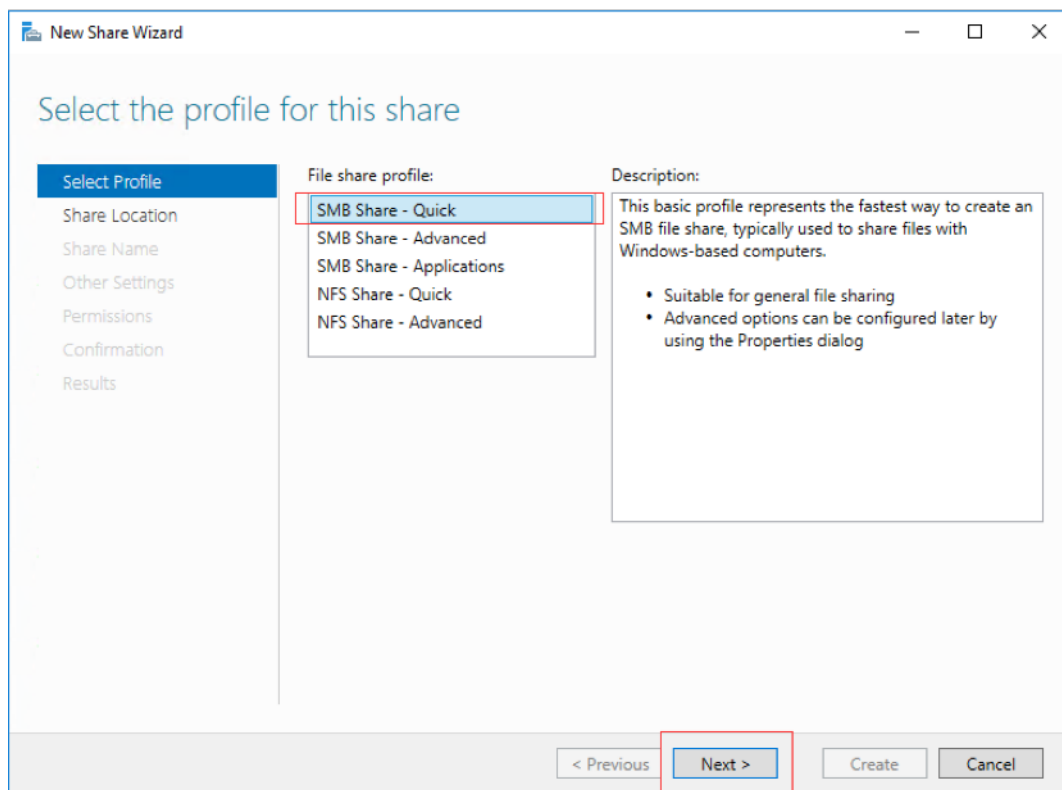 New Share Wizard
Select the profile for this share
Select Profile
Share Location
Share Name
Other Settings
Permissions
Confirmation
Results
File share profile:
SMB Share - Quick
SMB Share - Advanced
SMB Share - Applications
NFS Share - Quick
NFS Share - Advanced
Description:
This basic profile represents the fastest way to create an
SMB file share, typically used to share files with
Windows-based computers.
• Suitable for general file sharing
• Advanced options can be configured later by
using the Properties dialog
< Previous
Next >
Create
Cancel